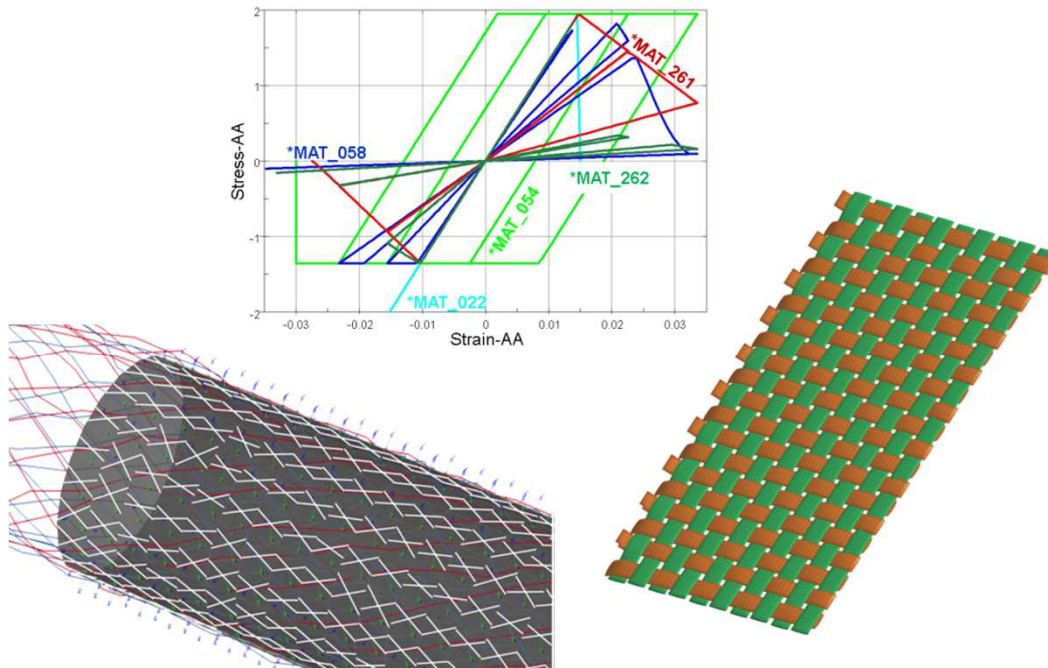 2
*MAT_261
1
Stress-AA
*MAT_058
0
*MAT_262
*MAT_054
-1
*MAT_022
-2
-0.03 -0.02 -0.01 0 0.01 0.02 0.03
Strain-AA